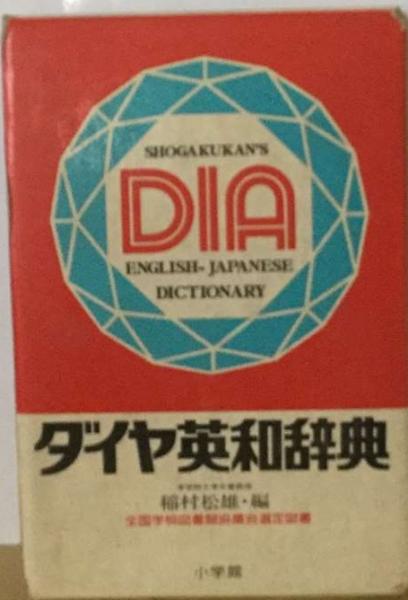 SHOGAKUKAN'S
DIA
ENGLISH-JAPANESE
DICTIONARY
ダイヤ英和辞典
稲村松雄・編
全国学校図書館協議会選定図書
小学館